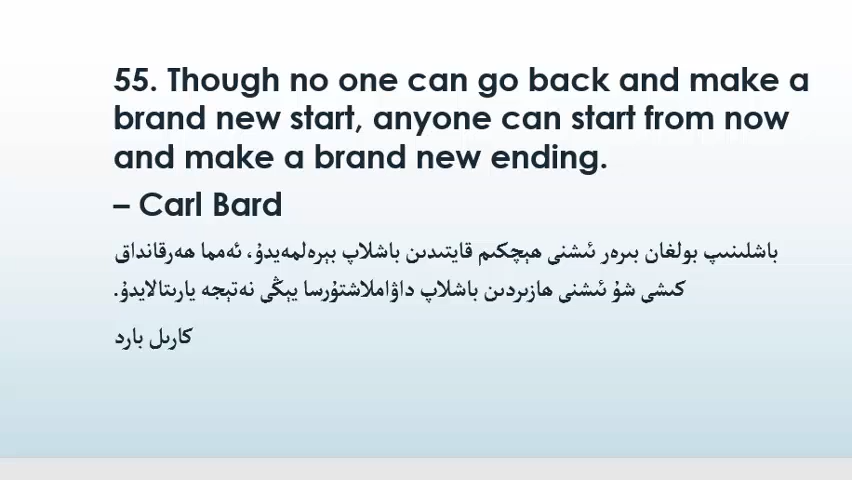 55. Though no one can go back and make a
brand new start, anyone can start from now
and make a brand new ending.
– Carl Bard
باشلىنىپ بولغان بىرەر ئىشنى ھېچكىم قايتىدىن باشلاپ بېرەلمەيدۇ، ئەمما ھەرقانداق
كىشى شۇ ئىشنى ھازىردىن باشلاپ داۋاملاشتۇرسا يېڭى نەتىجە يارىتالايدۇ.
كارىل بارد